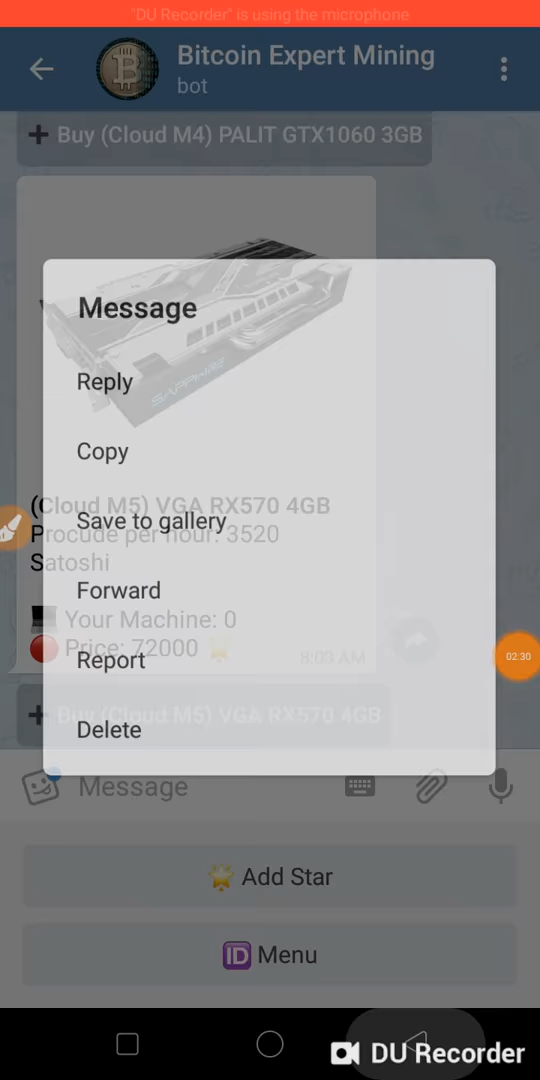 "DU Recorder" is using the microphone
Bitcoin Expert Mining
bot
+ Buy (Cloud M4) PALIT GTX1060 3GB
Message
Reply
SAPPHIRE
Copy
(Cloud M5) VGA RX570 4GB
Save to gallery
Procude per hour: 3520
Satoshi
Forward
Your Machine: 0
Price: 72000
Report
8:03 AM
02:30
+ Buy (Cloud M5) VGA RX570 4GB
Delete
Message
Add Star
ID Menu
DU Recorder